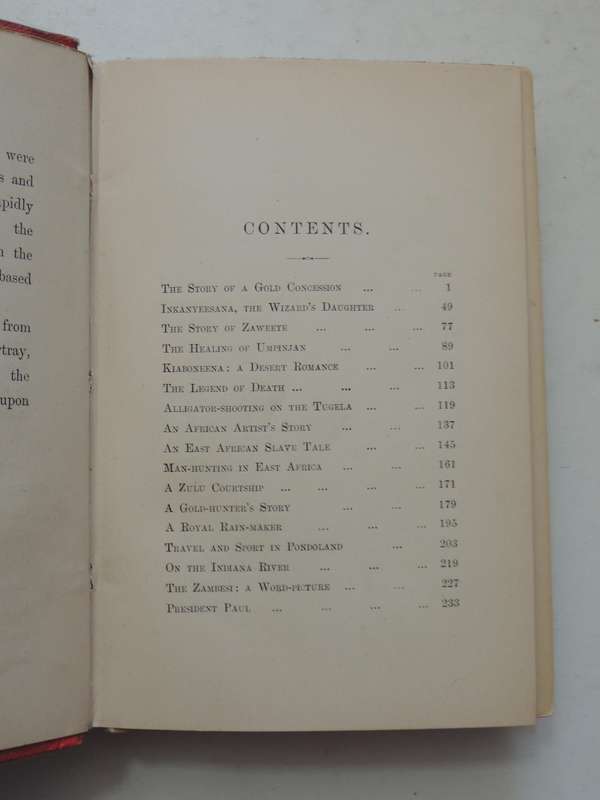 were
s and
apidly
the
n the
based
from
rtray,
the
upon
CONTENTS.
PAGE
The Story of a Gold Concession ... ... 1
Inkanyeesana, the Wizard's Daughter ... 49
The Story of Zaweete ... ... ... 77
The Healing of Umpinjan ... ... 89
Kiaboneena: a Desert Romance ... ... 101
The Legend of Death ... ... ... 113
Alligator-shooting on the Tugela ... ... 119
An African Artist's Story ... ... 137
An East African Slave Tale ... ... 145
Man-hunting in East Africa ... ... 161
A Zulu Courtship ... ... ... ... 171
A Gold-hunter's Story ... ... 179
A Royal Rain-maker ... ... ... 195
Travel and Sport in Pondoland ... 203
On the Indiana River ... ... ... 219
The Zambesi: a Word-picture ... ... 227
President Paul ... ... ... ... 233